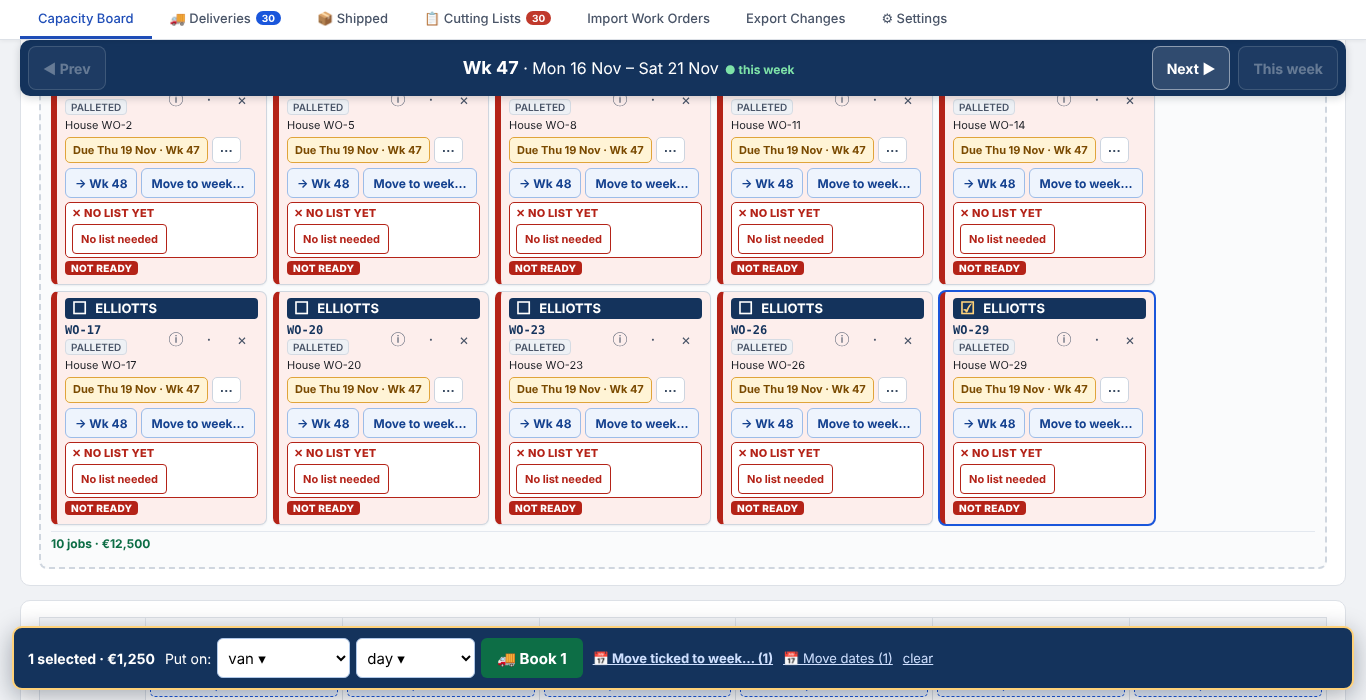 Capacity Board 🚚 Deliveries 30 📦 Shipped 📋 Cutting Lists 30 Import Work Orders Export Changes ⚙ Settings
◀ Prev Wk 47 · Mon 16 Nov – Sat 21 Nov ● this week Next ▶ This week
PALLETED ⓘ · × PALLETED ⓘ · × PALLETED ⓘ · × PALLETED ⓘ · × PALLETED ⓘ · ×
House WO-2 House WO-5 House WO-8 House WO-11 House WO-14
Due Thu 19 Nov · Wk 47 ... Due Thu 19 Nov · Wk 47 ... Due Thu 19 Nov · Wk 47 ... Due Thu 19 Nov · Wk 47 ... Due Thu 19 Nov · Wk 47 ...
→ Wk 48 Move to week... → Wk 48 Move to week... → Wk 48 Move to week... → Wk 48 Move to week... → Wk 48 Move to week...
× NO LIST YET × NO LIST YET × NO LIST YET × NO LIST YET × NO LIST YET
No list needed No list needed No list needed No list needed No list needed
NOT READY NOT READY NOT READY NOT READY NOT READY
☐ ELLIOTTS ☐ ELLIOTTS ☐ ELLIOTTS ☐ ELLIOTTS ☑ ELLIOTTS
WO-17 WO-20 WO-23 WO-26 WO-29
PALLETED ⓘ · × PALLETED ⓘ · × PALLETED ⓘ · × PALLETED ⓘ · × PALLETED ⓘ · ×
House WO-17 House WO-20 House WO-23 House WO-26 House WO-29
Due Thu 19 Nov · Wk 47 ... Due Thu 19 Nov · Wk 47 ... Due Thu 19 Nov · Wk 47 ... Due Thu 19 Nov · Wk 47 ... Due Thu 19 Nov · Wk 47 ...
→ Wk 48 Move to week... → Wk 48 Move to week... → Wk 48 Move to week... → Wk 48 Move to week... → Wk 48 Move to week...
× NO LIST YET × NO LIST YET × NO LIST YET × NO LIST YET × NO LIST YET
No list needed No list needed No list needed No list needed No list needed
NOT READY NOT READY NOT READY NOT READY NOT READY
10 jobs · €12,500
1 selected · €1,250 Put on: van ▾ day ▾ 🚚 Book 1 📅 Move ticked to week... (1) 📅 Move dates (1) clear